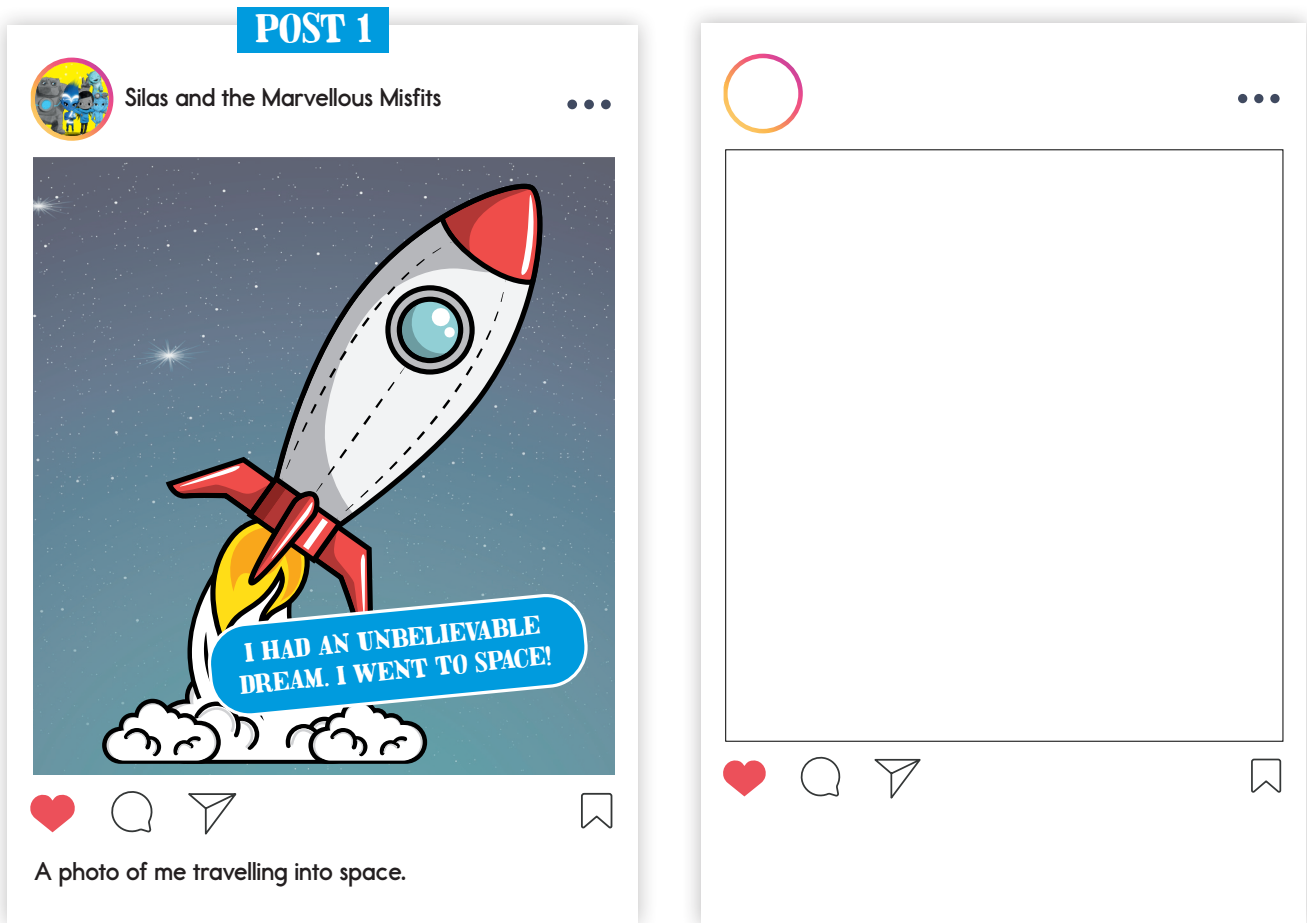 POST 1
Silas and the Marvellous Misfits
I HAD AN UNBELIEVABLE
DREAM. I WENT TO SPACE!
A photo of me travelling into space.